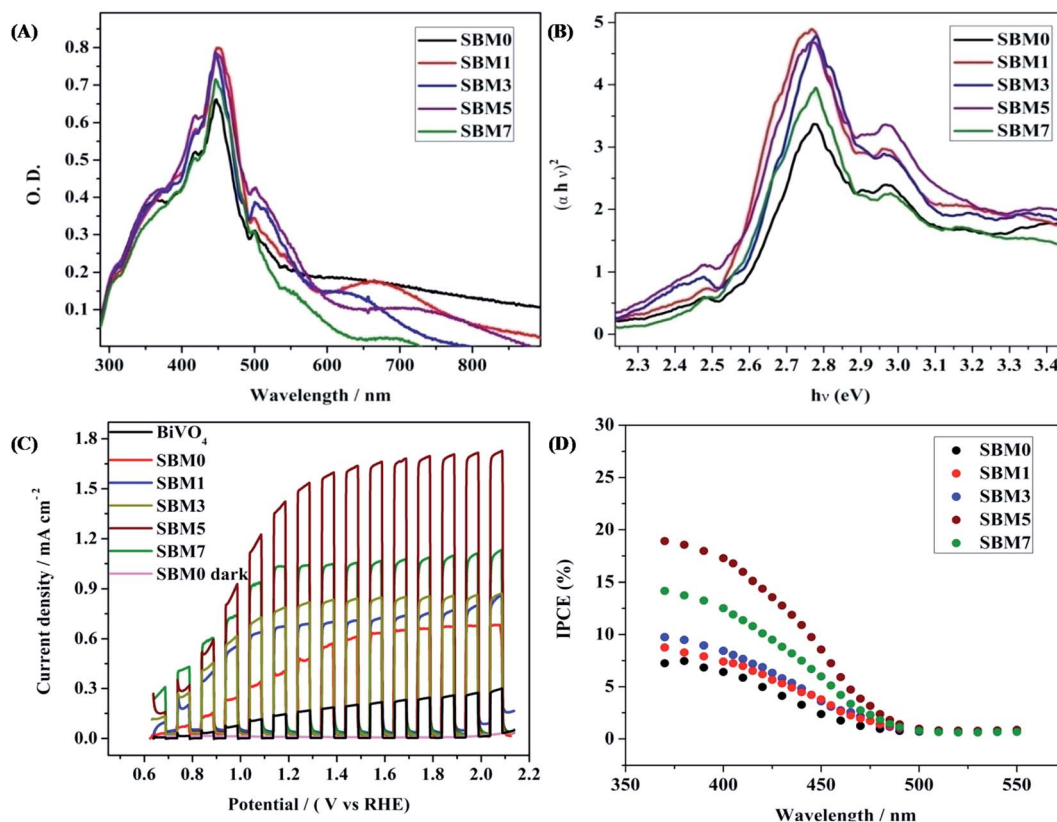 (A)
SBM0
SBM1
SBM3
SBM5
SBM7
0.8
0.7
0.6
0.5
0.4
0.3
0.2
0.1
O. D.
300 400 500 600 700 800
Wavelength / nm
(B)
SBM0
SBM1
SBM3
SBM5
SBM7
5
4
3
2
1
0
(α h ν)²
2.3 2.4 2.5 2.6 2.7 2.8 2.9 3.0 3.1 3.2 3.3 3.4
hν (eV)
(C)
BiVO₄
SBM0
SBM1
SBM3
SBM5
SBM7
SBM0 dark
1.8
1.5
1.2
0.9
0.6
0.3
0.0
Current density / mA cm⁻²
0.6 0.8 1.0 1.2 1.4 1.6 1.8 2.0 2.2
Potential / ( V vs RHE)
(D)
SBM0
SBM1
SBM3
SBM5
SBM7
30
25
20
15
10
5
0
IPCE (%)
350 400 450 500 550
Wavelength / nm